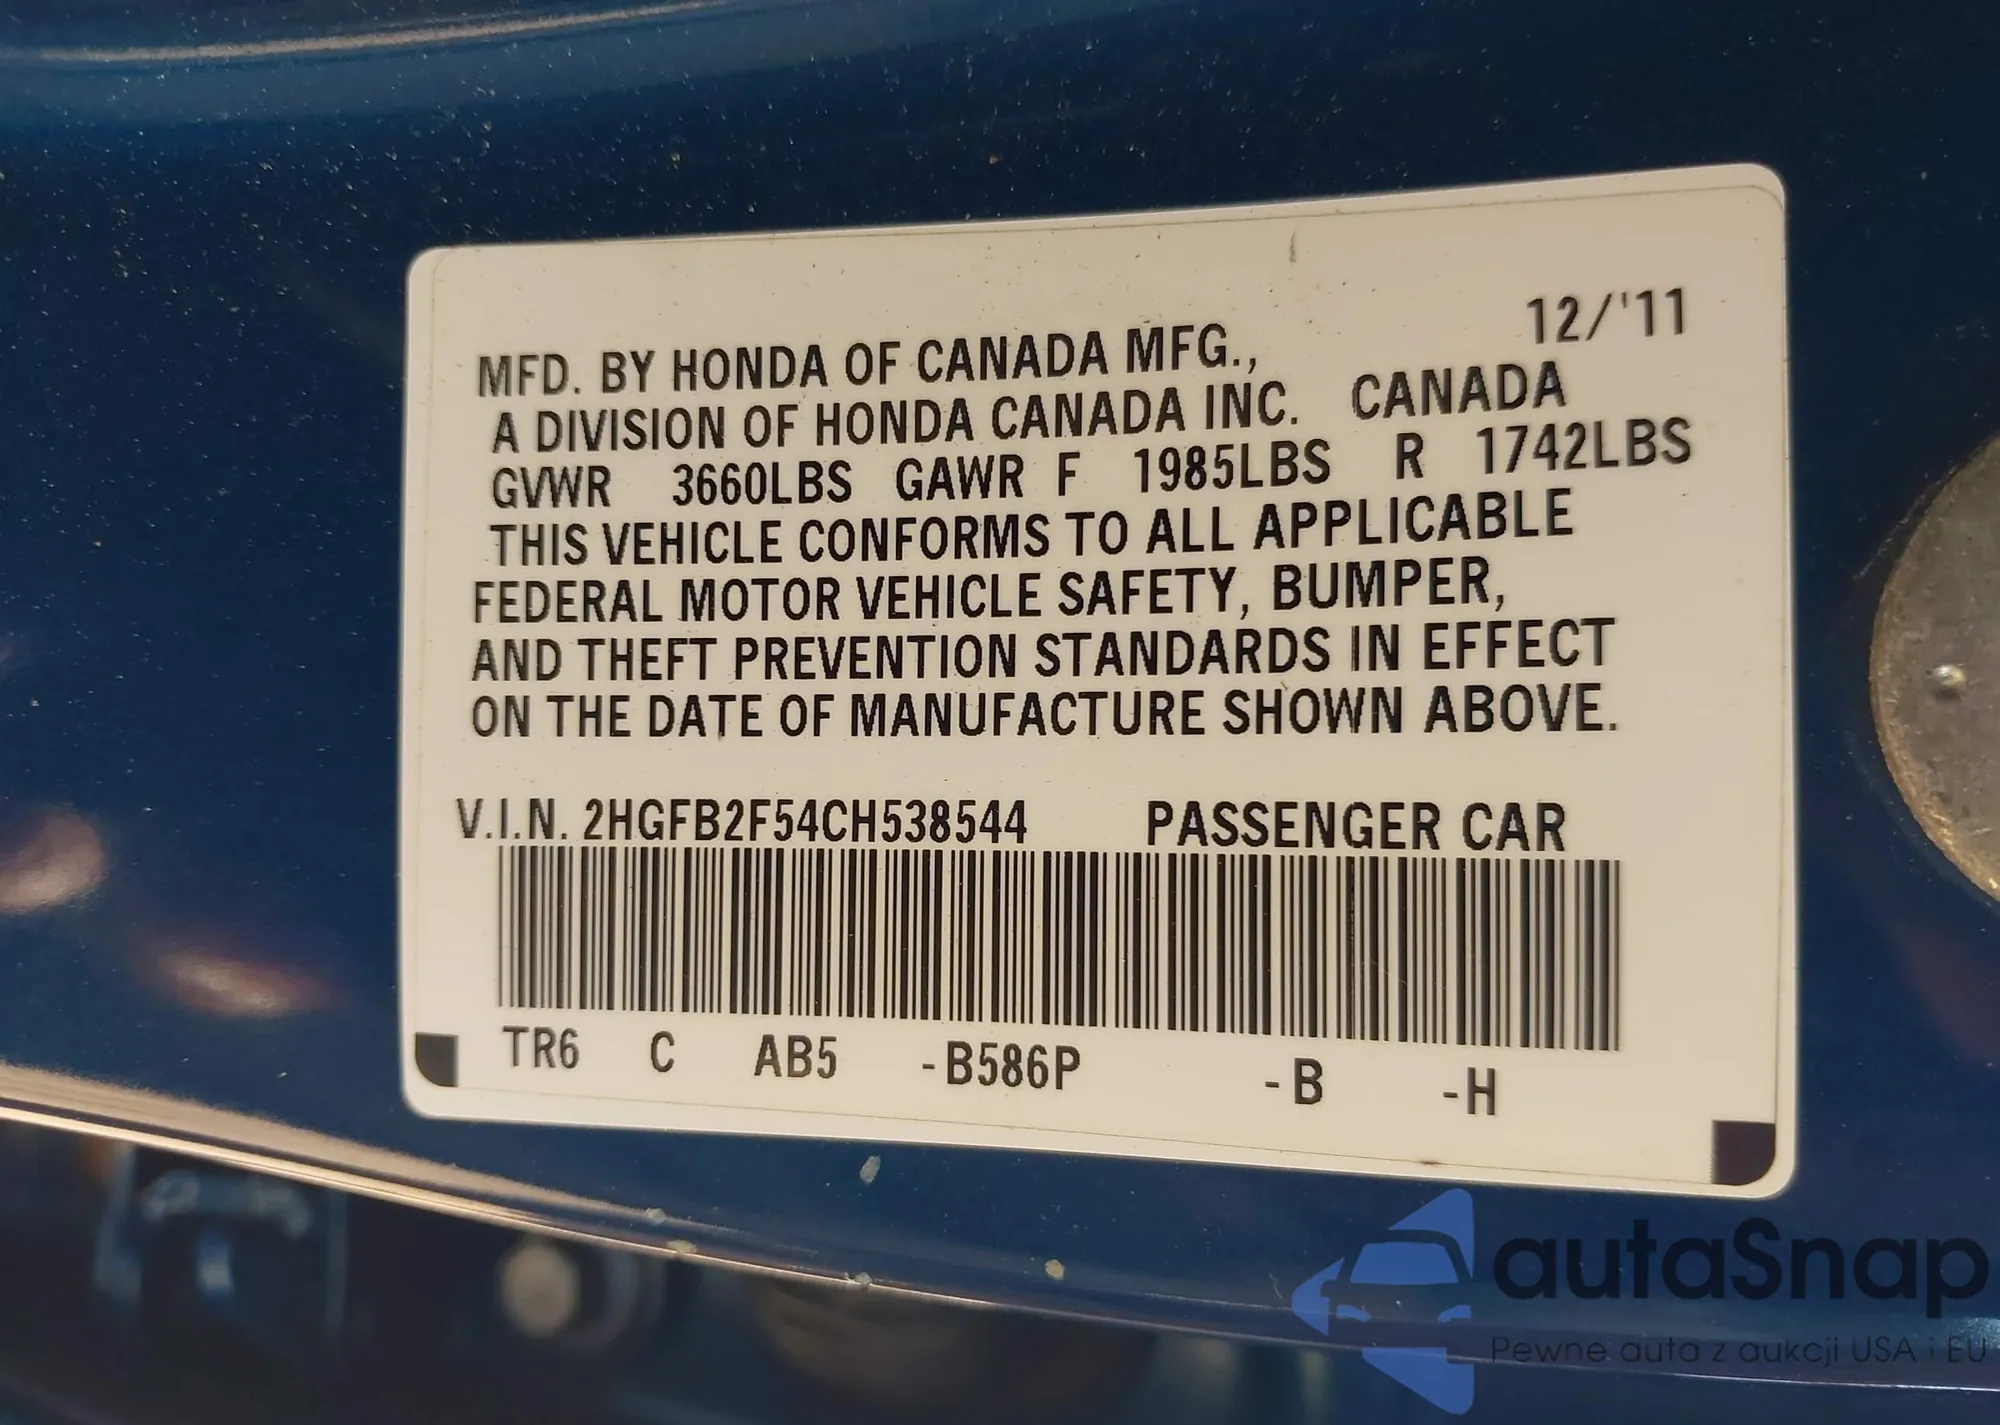 12/'11
MFD. BY HONDA OF CANADA MFG.,
A DIVISION OF HONDA CANADA INC. CANADA
GVWR 3660LBS GAWR F 1985LBS R 1742LBS
THIS VEHICLE CONFORMS TO ALL APPLICABLE
FEDERAL MOTOR VEHICLE SAFETY, BUMPER,
AND THEFT PREVENTION STANDARDS IN EFFECT
ON THE DATE OF MANUFACTURE SHOWN ABOVE.
V.I.N. 2HGFB2F54CH538544 PASSENGER CAR
TR6 C AB5 -B586P -B -H
autaSnap
Pewne auta z aukcji USA i EU